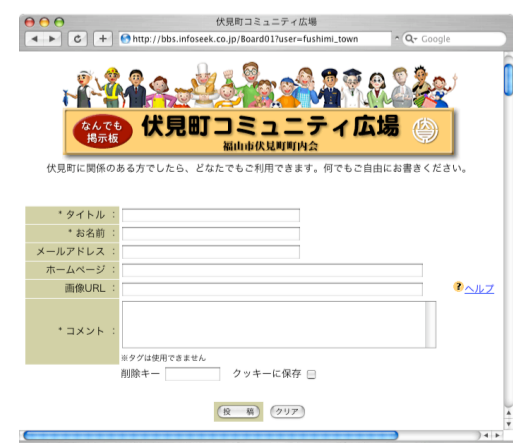 伏見町コミュニティ広場
http://bbs.infoseek.co.jp/Board01?user=fushimi_town
Google
なんでも
掲示板
伏見町コミュニティ広場
福山市伏見町町内会
伏見町に関係のある方でしたら、どなたでもご利用できます。何でもご自由にお書きください。
* タイトル :
* お名前 :
メールアドレス :
ホームページ :
画像URL :
? ヘルプ
* コメント :
※タグは使用できません
削除キー クッキーに保存
投 稿 クリア